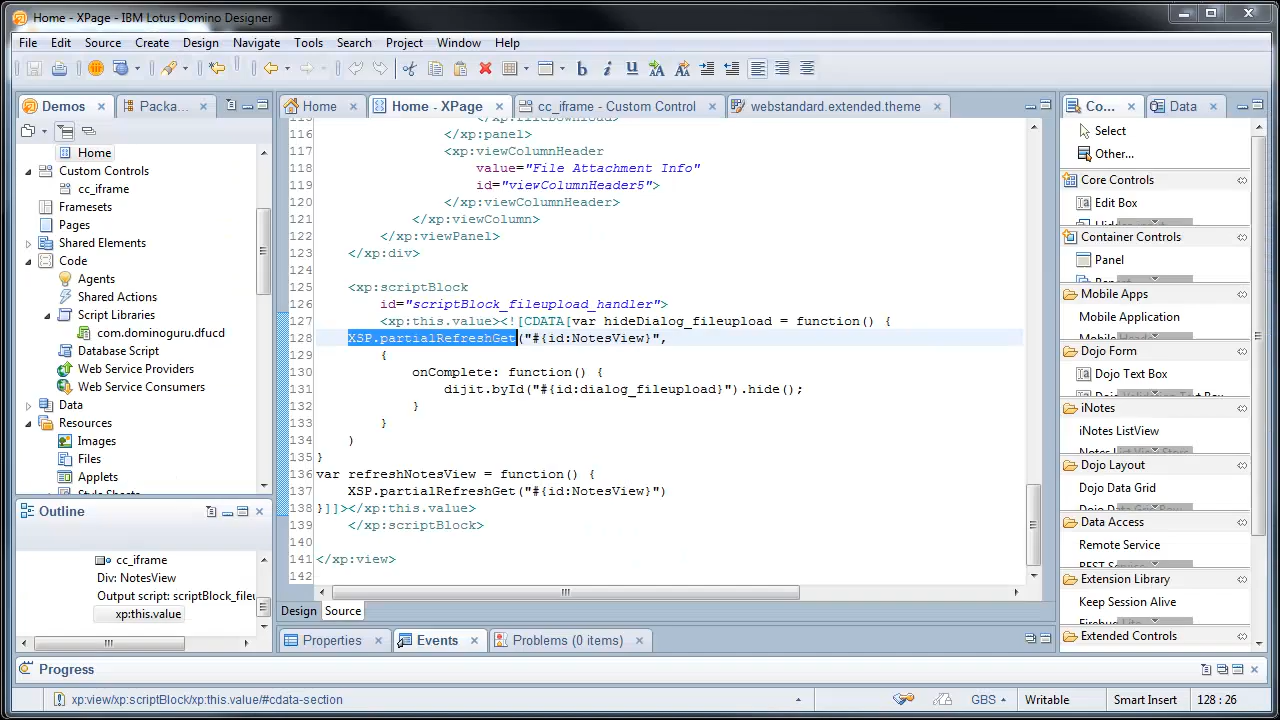 Home - XPage - IBM Lotus Domino Designer
File Edit Source Create Design Navigate Tools Search Project Window Help
Demos
Packa...
Home
Home - XPage
cc_iframe - Custom Control
webstandard.extended.theme
Co...
Data
Home
Custom Controls
cc_iframe
Framesets
Pages
Shared Elements
Code
Agents
Shared Actions
Script Libraries
com.dominoguru.dfucd
Database Script
Web Service Providers
Web Service Consumers
Data
Resources
Images
Files
Applets
Outline
cc_iframe
Div: NotesView
Output script: scriptBlock_fileu
xp:this.value
116 </xp:panel>
117 <xp:viewColumnHeader
118 value="File Attachment Info"
119 id="viewColumnHeader5">
120 </xp:viewColumnHeader>
121 </xp:viewColumn>
122 </xp:viewPanel>
123 </xp:div>
124
125 <xp:scriptBlock
126 id="scriptBlock_fileupload_handler">
127 <xp:this.value><![CDATA[var hideDialog_fileupload = function() {
128 XSP.partialRefreshGet("#{id:NotesView}",
129 {
130 onComplete: function() {
131 dijit.byId("#{id:dialog_fileupload}").hide();
132 }
133 }
134 )
135 }
136 var refreshNotesView = function() {
137 XSP.partialRefreshGet("#{id:NotesView}")
138 }]]></xp:this.value>
139 </xp:scriptBlock>
140
141 </xp:view>
142
Design
Source
Properties
Events
Problems (0 items)
Select
Other...
Core Controls
Edit Box
Container Controls
Panel
Mobile Apps
Mobile Application
Dojo Form
Dojo Text Box
iNotes
iNotes ListView
Dojo Layout
Dojo Data Grid
Data Access
Remote Service
Extension Library
Keep Session Alive
Extended Controls
Progress
xp:view/xp:scriptBlock/xp:this.value/#cdata-section
GBS
Writable
Smart Insert
128 : 26